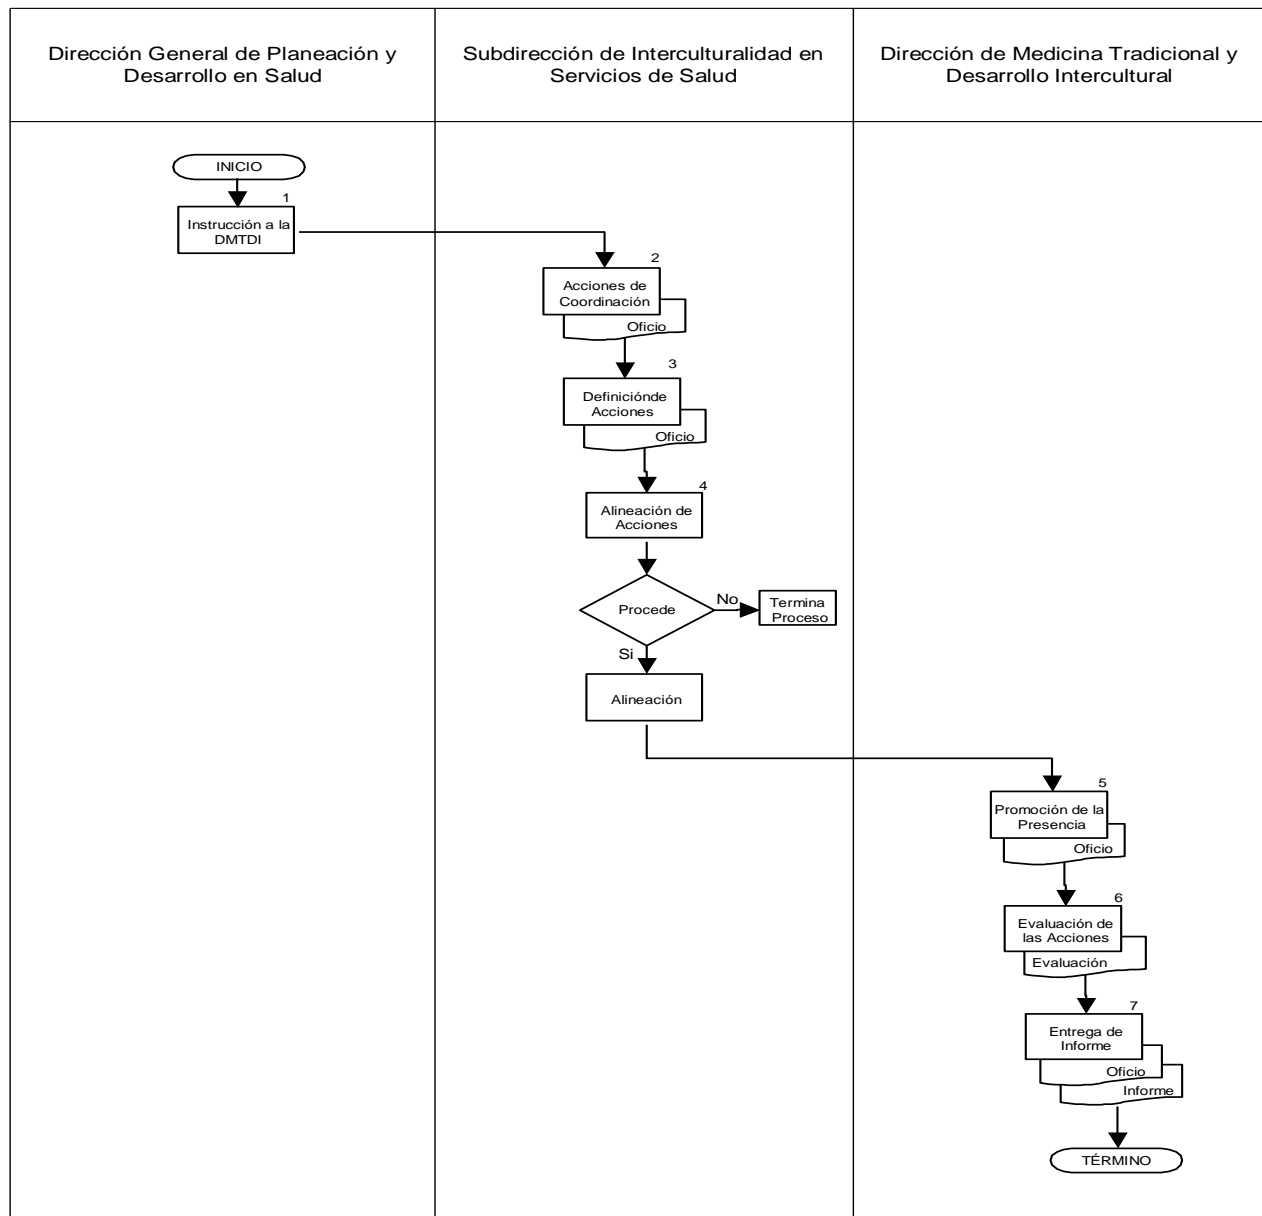 Dirección General de Planeación y
Desarrollo en Salud
Subdirección de Interculturalidad en
Servicios de Salud
Dirección de Medicina Tradicional y
Desarrollo Intercultural
INICIO
1
Instrucción a la
DMTDI
2
Acciones de
Coordinación
Oficio
3
Definiciónde
Acciones
Oficio
4
Alineación de
Acciones
Procede
No
Termina
Proceso
Si
Alineación
5
Promoción de la
Presencia
Oficio
6
Evaluación de
las Acciones
Evaluación
7
Entrega de
Informe
Oficio
Informe
TÉRMINO